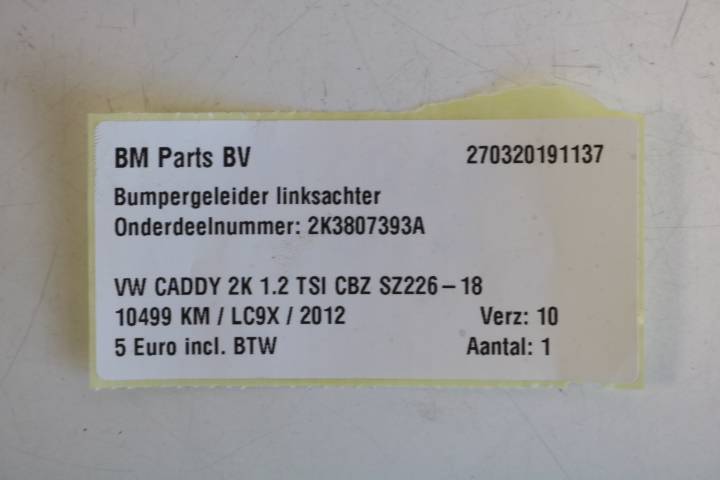 BM Parts BV 270320191137
Bumpergeleider linksachter
Onderdeelnummer: 2K3807393A
VW CADDY 2K 1.2 TSI CBZ SZ226-18
10499 KM / LC9X / 2012 Verz: 10
5 Euro incl. BTW Aantal: 1